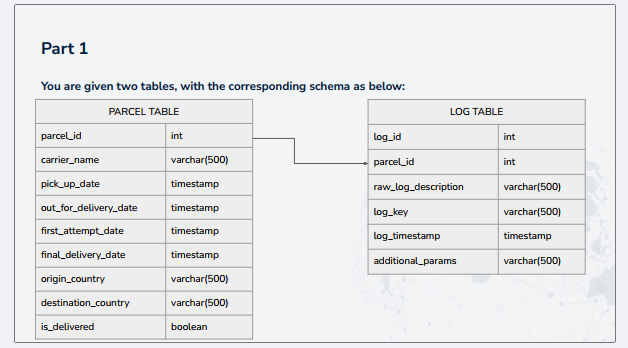 Part 1
You are given two tables, with the corresponding schema as below:
PARCEL TABLE
parcel_id int
carrier_name varchar(500)
pick_up_date timestamp
out_for_delivery_date timestamp
first_attempt_date timestamp
final_delivery_date timestamp
origin_country varchar(500)
destination_country varchar(500)
is_delivered boolean
LOG TABLE
log_id int
parcel_id int
raw_log_description varchar(500)
log_key varchar(500)
log_timestamp timestamp
additional_params varchar(500)